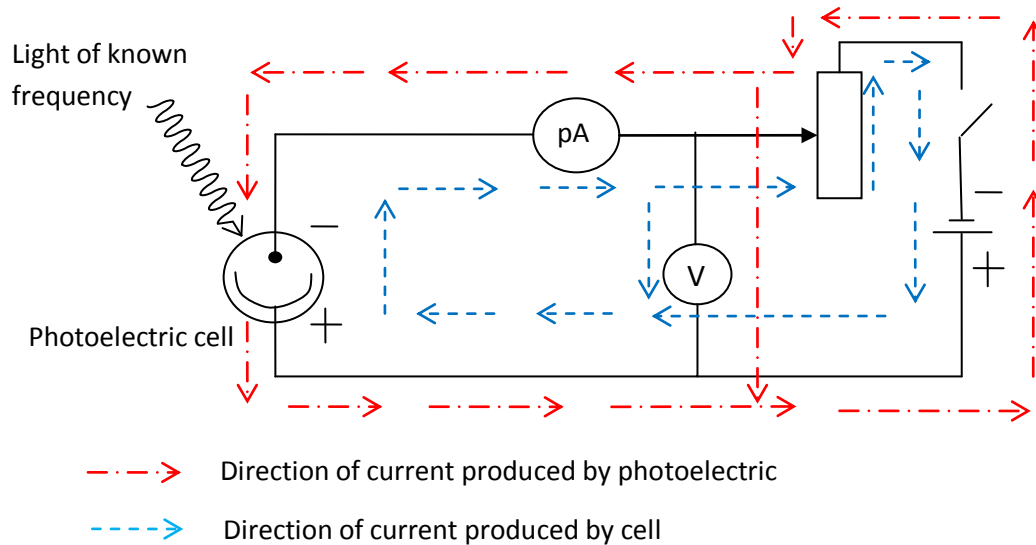 Light of known
frequency
pA
V
−
+
−
+
Photoelectric cell
Direction of current produced by photoelectric
Direction of current produced by cell